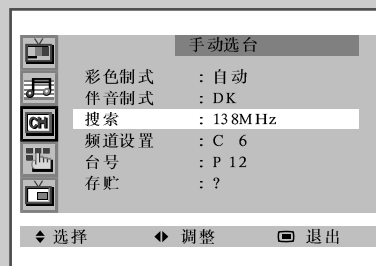 手动选台
彩色制式 : 自动
伴音制式 : DK
CH 搜索 : 138MHz
频道设置 : C 6
台号 : P 12
存贮 : ?
选择 调整 退出